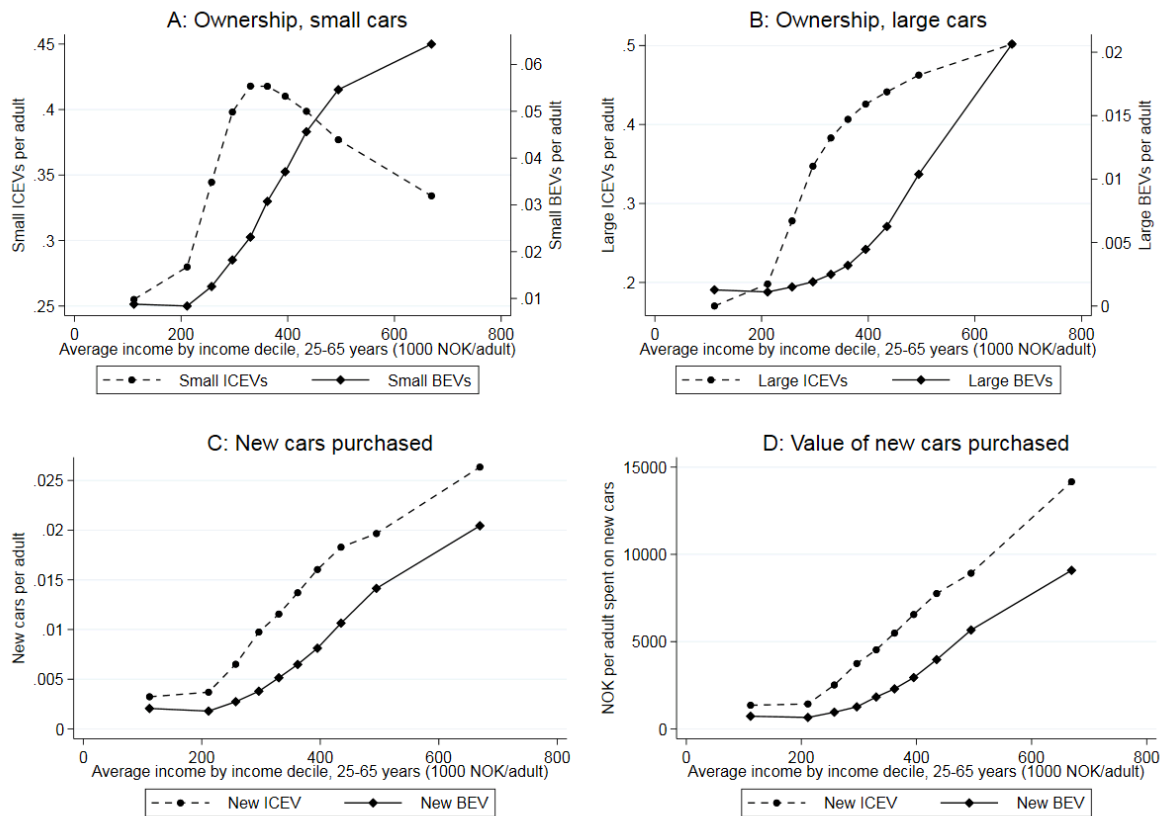 A: Ownership, small cars
Small ICEVs per adult
.45
.4
.35
.3
.25
Small BEVs per adult
.06
.05
.04
.03
.02
.01
0 200 400 600 800
Average income by income decile, 25-65 years (1000 NOK/adult)
Small ICEVs Small BEVs
B: Ownership, large cars
Large ICEVs per adult
.5
.4
.3
.2
Large BEVs per adult
.02
.015
.01
.005
0
0 200 400 600 800
Average income by income decile, 25-65 years (1000 NOK/adult)
Large ICEVs Large BEVs
C: New cars purchased
New cars per adult
.025
.02
.015
.01
.005
0
0 200 400 600 800
Average income by income decile, 25-65 years (1000 NOK/adult)
New ICEV New BEV
D: Value of new cars purchased
NOK per adult spent on new cars
15000
10000
5000
0
0 200 400 600 800
Average income by income decile, 25-65 years (1000 NOK/adult)
New ICEV New BEV